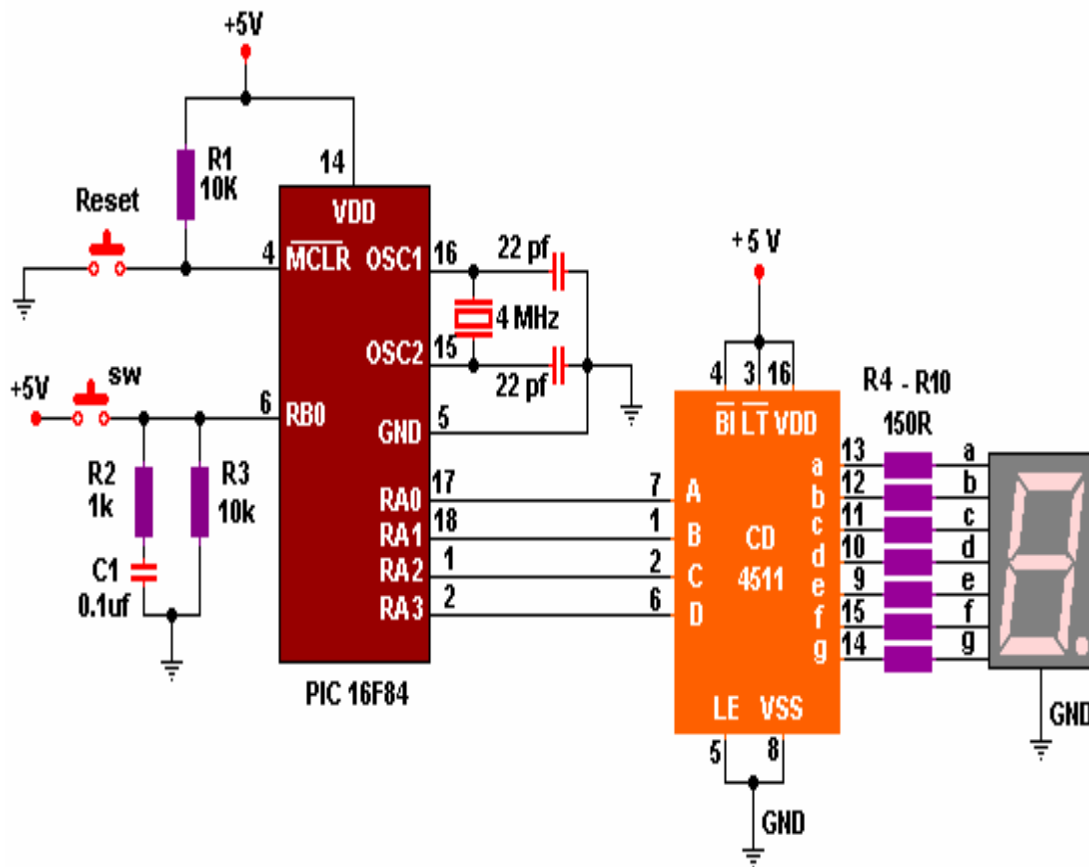 +5V
R1
10K
14
Reset
VDD
4
MCLR
OSC1
16
22 pf
4 MHz
OSC2
15
22 pf
+5V
sw
6
RB0
GND
5
R2
1k
R3
10k
C1
0.1uf
RA0
17
RA1
18
RA2
1
RA3
2
PIC 16F84
+ 5 V
4
3
16
BI
LT
VDD
R4 - R10
150R
7
A
1
B
2
C
6
D
CD
4511
a
13
a
b
12
b
c
11
c
d
10
d
e
9
e
f
15
f
g
14
g
LE
VSS
5
8
GND
GND